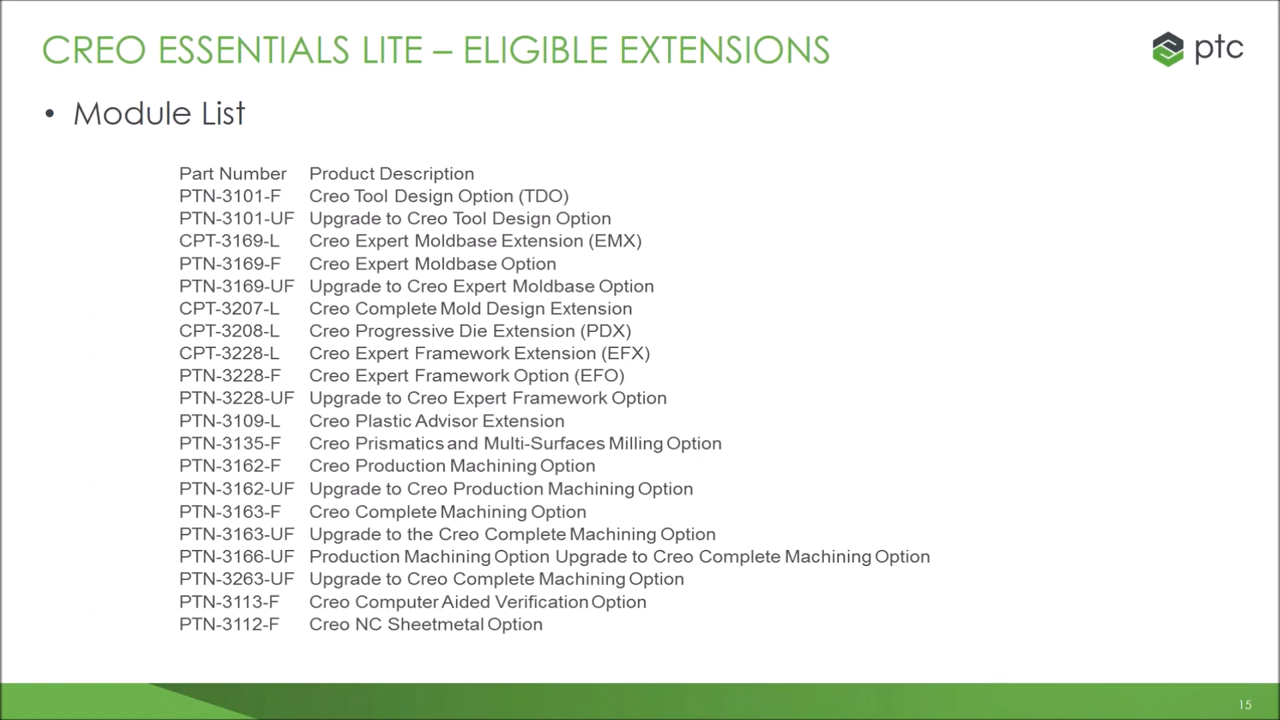 CREO ESSENTIALS LITE – ELIGIBLE EXTENSIONS
ptc
• Module List
Part Number Product Description
PTN-3101-F Creo Tool Design Option (TDO)
PTN-3101-UF Upgrade to Creo Tool Design Option
CPT-3169-L Creo Expert Moldbase Extension (EMX)
PTN-3169-F Creo Expert Moldbase Option
PTN-3169-UF Upgrade to Creo Expert Moldbase Option
CPT-3207-L Creo Complete Mold Design Extension
CPT-3208-L Creo Progressive Die Extension (PDX)
CPT-3228-L Creo Expert Framework Extension (EFX)
PTN-3228-F Creo Expert Framework Option (EFO)
PTN-3228-UF Upgrade to Creo Expert Framework Option
PTN-3109-L Creo Plastic Advisor Extension
PTN-3135-F Creo Prismatics and Multi-Surfaces Milling Option
PTN-3162-F Creo Production Machining Option
PTN-3162-UF Upgrade to Creo Production Machining Option
PTN-3163-F Creo Complete Machining Option
PTN-3163-UF Upgrade to the Creo Complete Machining Option
PTN-3166-UF Production Machining Option Upgrade to Creo Complete Machining Option
PTN-3263-UF Upgrade to Creo Complete Machining Option
PTN-3113-F Creo Computer Aided Verification Option
PTN-3112-F Creo NC Sheetmetal Option
15